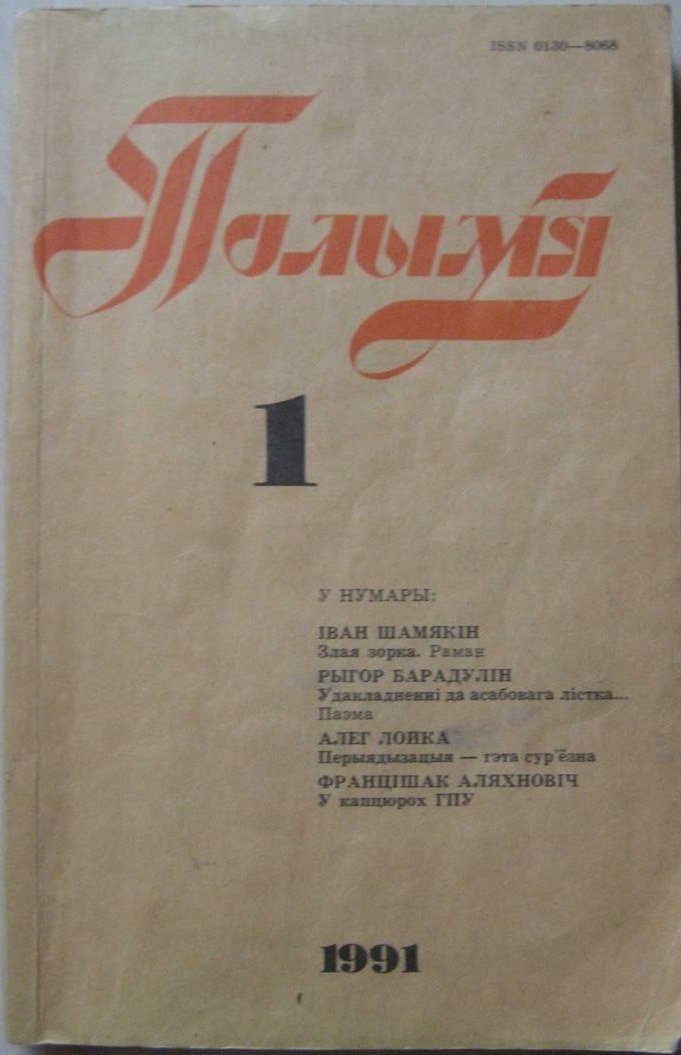 ISSN 0130—8068
Полымя
1
У НУМАРЫ:
ІВАН ШАМЯКІН
Злая зорка. Раман
РЫГОР БАРАДУЛІН
Удакладненні да асабовага лістка...
Паэма
АЛЕГ ЛОЙКА
Перыядызацыя — гэта сур'ёзна
ФРАНЦІШАК АЛЯХНОВІЧ
У капцюрох ГПУ
1991